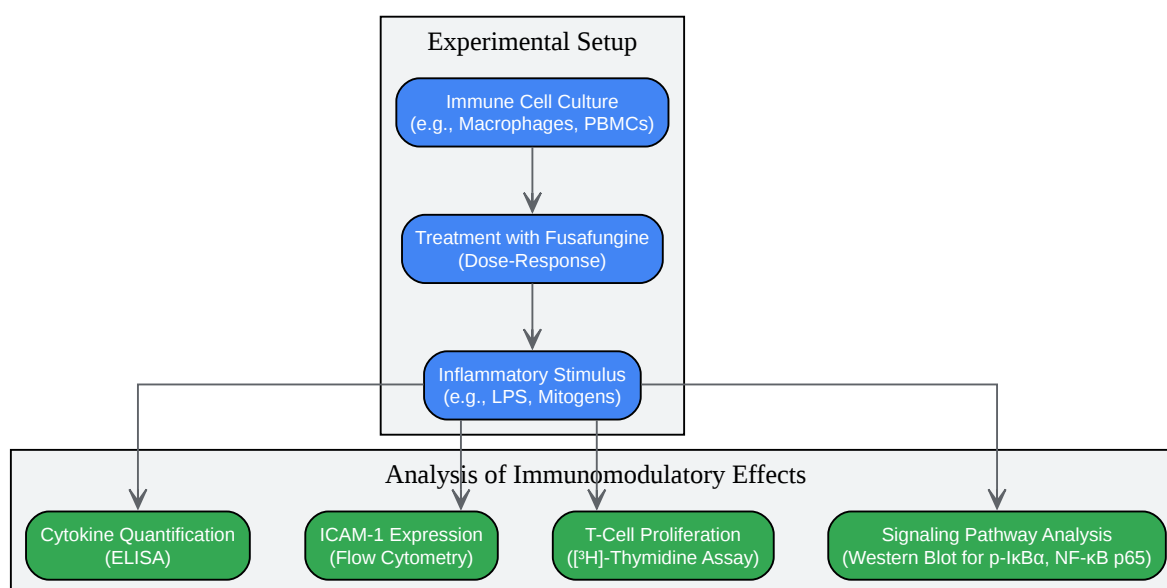 Experimental Setup
Immune Cell Culture
(e.g., Macrophages, PBMCs)
Treatment with Fusafungine
(Dose-Response)
Inflammatory Stimulus
(e.g., LPS, Mitogens)
Analysis of Immunomodulatory Effects
Cytokine Quantification
(ELISA)
ICAM-1 Expression
(Flow Cytometry)
T-Cell Proliferation
([³H]-Thymidine Assay)
Signaling Pathway Analysis
(Western Blot for p-IκBα, NF-κB p65)